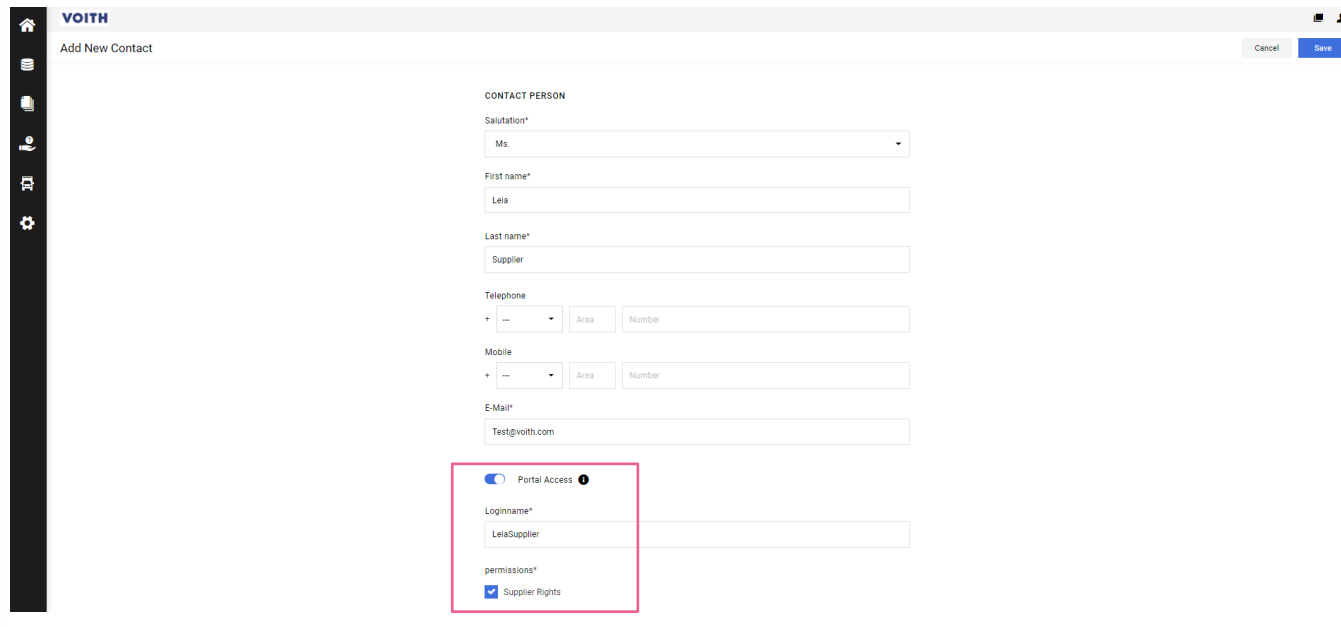 VOITH
Add New Contact
Cancel
Save
CONTACT PERSON
Salutation*
Ms.
First name*
Leia
Last name*
Supplier
Telephone
+ --- Area Number
Mobile
+ --- Area Number
E-Mail*
Test@voith.com
Portal Access
Loginname*
LeiaSupplier
permissions*
Supplier Rights